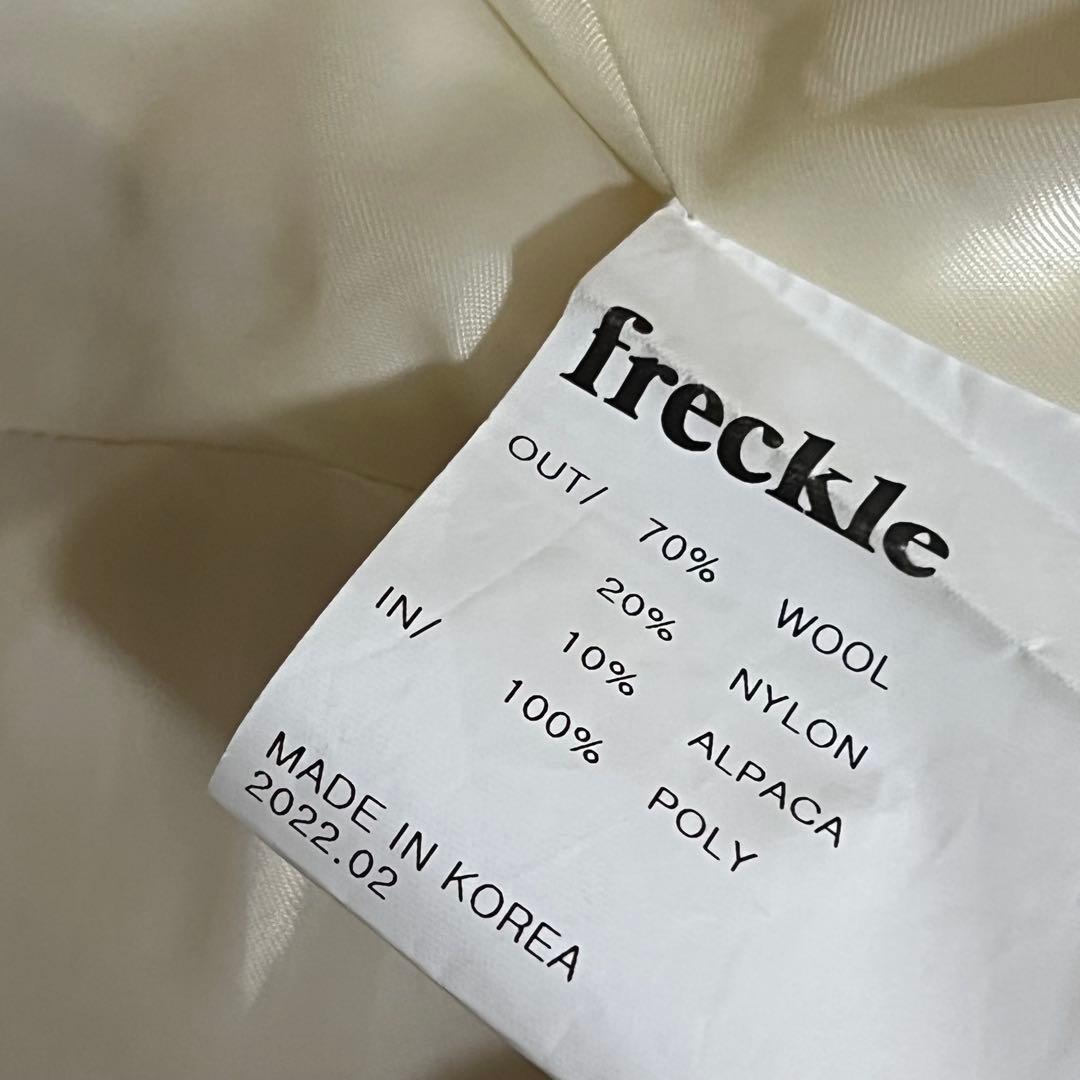 freckle
OUT/ 70% WOOL
20% NYLON
10% ALPACA
IN/ 100% POLY
MADE IN KOREA
2022.02